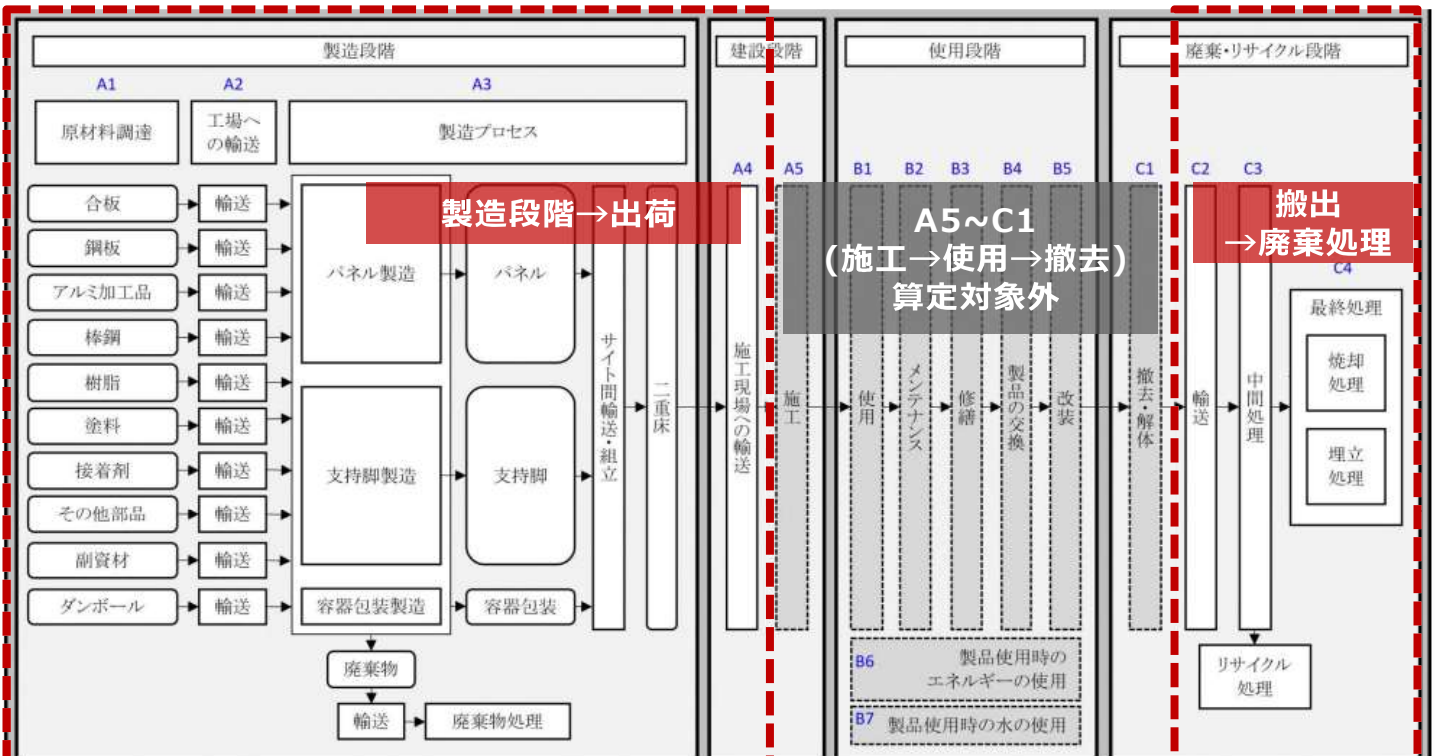 製造段階
建設段階
使用段階
廃棄・リサイクル段階
A1
A2
A3
原材料調達
工場へ
の輸送
製造プロセス
A4
A5
B1
B2
B3
B4
B5
C1
C2
C3
合板
輸送
鋼板
輸送
アルミ加工品
輸送
棒鋼
輸送
樹脂
輸送
塗料
輸送
接着剤
輸送
その他部品
輸送
副資材
輸送
ダンボール
輸送
製造段階→出荷
A5~C1
(施工→使用→撤去)
算定対象外
搬出
→廃棄処理
パネル製造
パネル
支持脚製造
支持脚
容器包装製造
容器包装
サイト間輸送・組立
二重床
施工現場への輸送
施工
使用
メンテナンス
修繕
製品の交換
改装
撤去・解体
輸送
中間処理
C4
最終処理
焼却
処理
埋立
処理
廃棄物
輸送
廃棄物処理
B6
製品使用時の
エネルギーの使用
B7
製品使用時の水の使用
リサイクル
処理